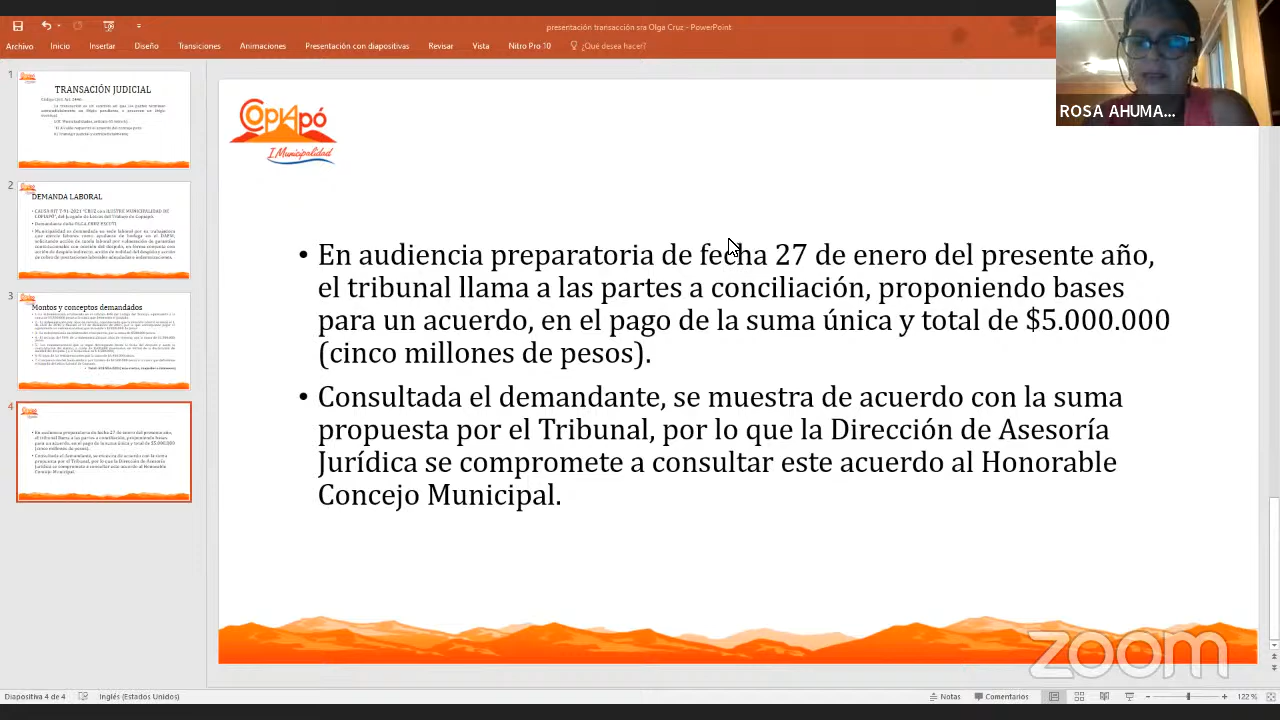 presentación transacción sra Olga Cruz - PowerPoint
Archivo Inicio Insertar Diseño Transiciones Animaciones Presentación con diapositivas Revisar Vista Nitro Pro 10 ¿Qué desea hacer?
ROSA AHUMA...
1
TRANSACIÓN JUDICIAL
2
DEMANDA LABORAL
3
Montos y conceptos demandados
4
Copiapó
I. Municipalidad
• En audiencia preparatoria de fecha 27 de enero del presente año,
el tribunal llama a las partes a conciliación, proponiendo bases
para un acuerdo, en el pago de la suma única y total de $5.000.000
(cinco millones de pesos).
• Consultada el demandante, se muestra de acuerdo con la suma
propuesta por el Tribunal, por lo que la Dirección de Asesoría
Jurídica se compromete a consultar este acuerdo al Honorable
Concejo Municipal.
zoom
Diapositiva 4 de 4 Inglés (Estados Unidos) Notas Comentarios 122 %